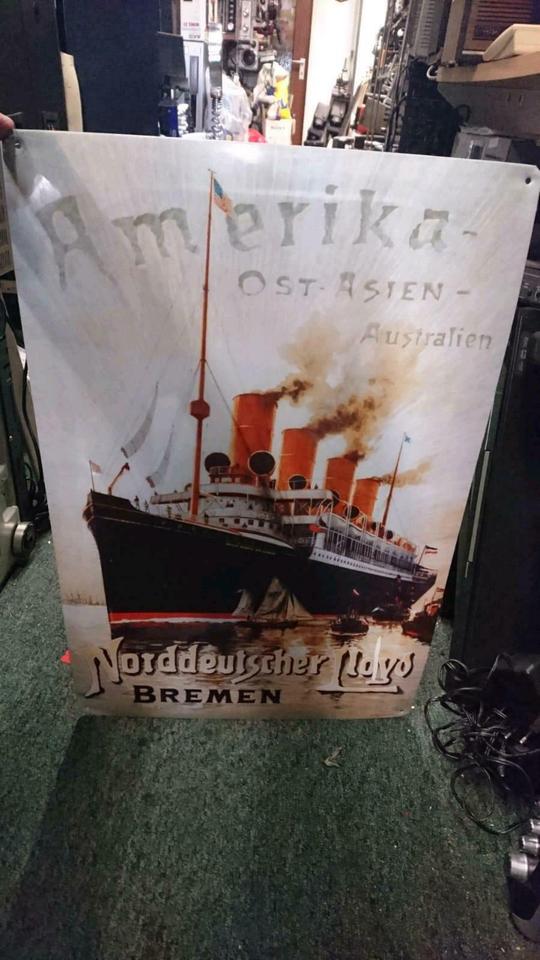 Amerika-
OST-ASIEN-
Australien
Norddeutscher Lloyd
BREMEN